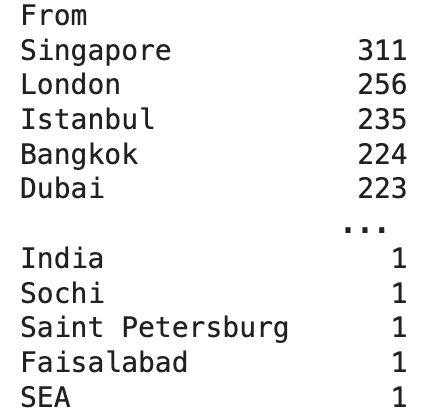 From
Singapore 311
London 256
Istanbul 235
Bangkok 224
Dubai 223
...
India 1
Sochi 1
Saint Petersburg 1
Faisalabad 1
SEA 1